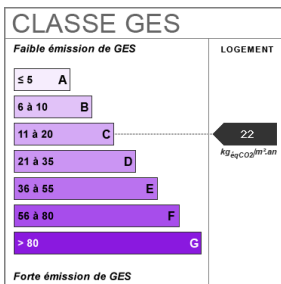 CLASSE GES
Faible émission de GES
LOGEMENT
≤ 5 A
6 à 10 B
11 à 20 C
22
kgéqCO2/m².an
21 à 35 D
36 à 55 E
56 à 80 F
> 80 G
Forte émission de GES